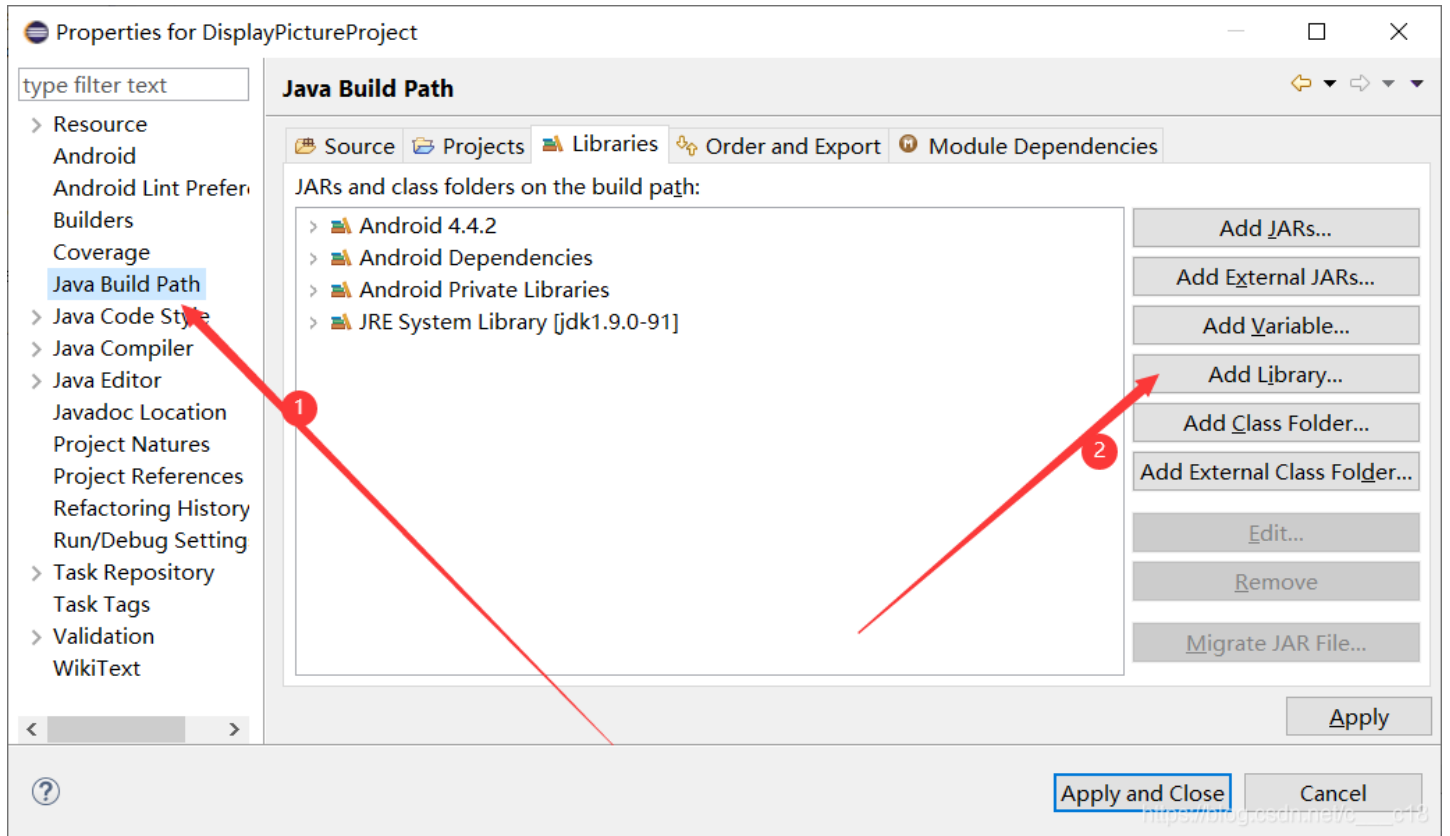 Properties for DisplayPictureProject
type filter text
Resource
Android
Android Lint Prefer
Builders
Coverage
Java Build Path
Java Code Style
Java Compiler
Java Editor
Javadoc Location
Project Natures
Project References
Refactoring History
Run/Debug Setting
Task Repository
Task Tags
Validation
WikiText
Java Build Path
Source Projects Libraries Order and Export Module Dependencies
JARs and class folders on the build path:
Android 4.4.2
Android Dependencies
Android Private Libraries
JRE System Library [jdk1.9.0-91]
1
2
Add JARs...
Add External JARs...
Add Variable...
Add Library...
Add Class Folder...
Add External Class Folder...
Edit...
Remove
Migrate JAR File...
Apply
Apply and Close Cancel